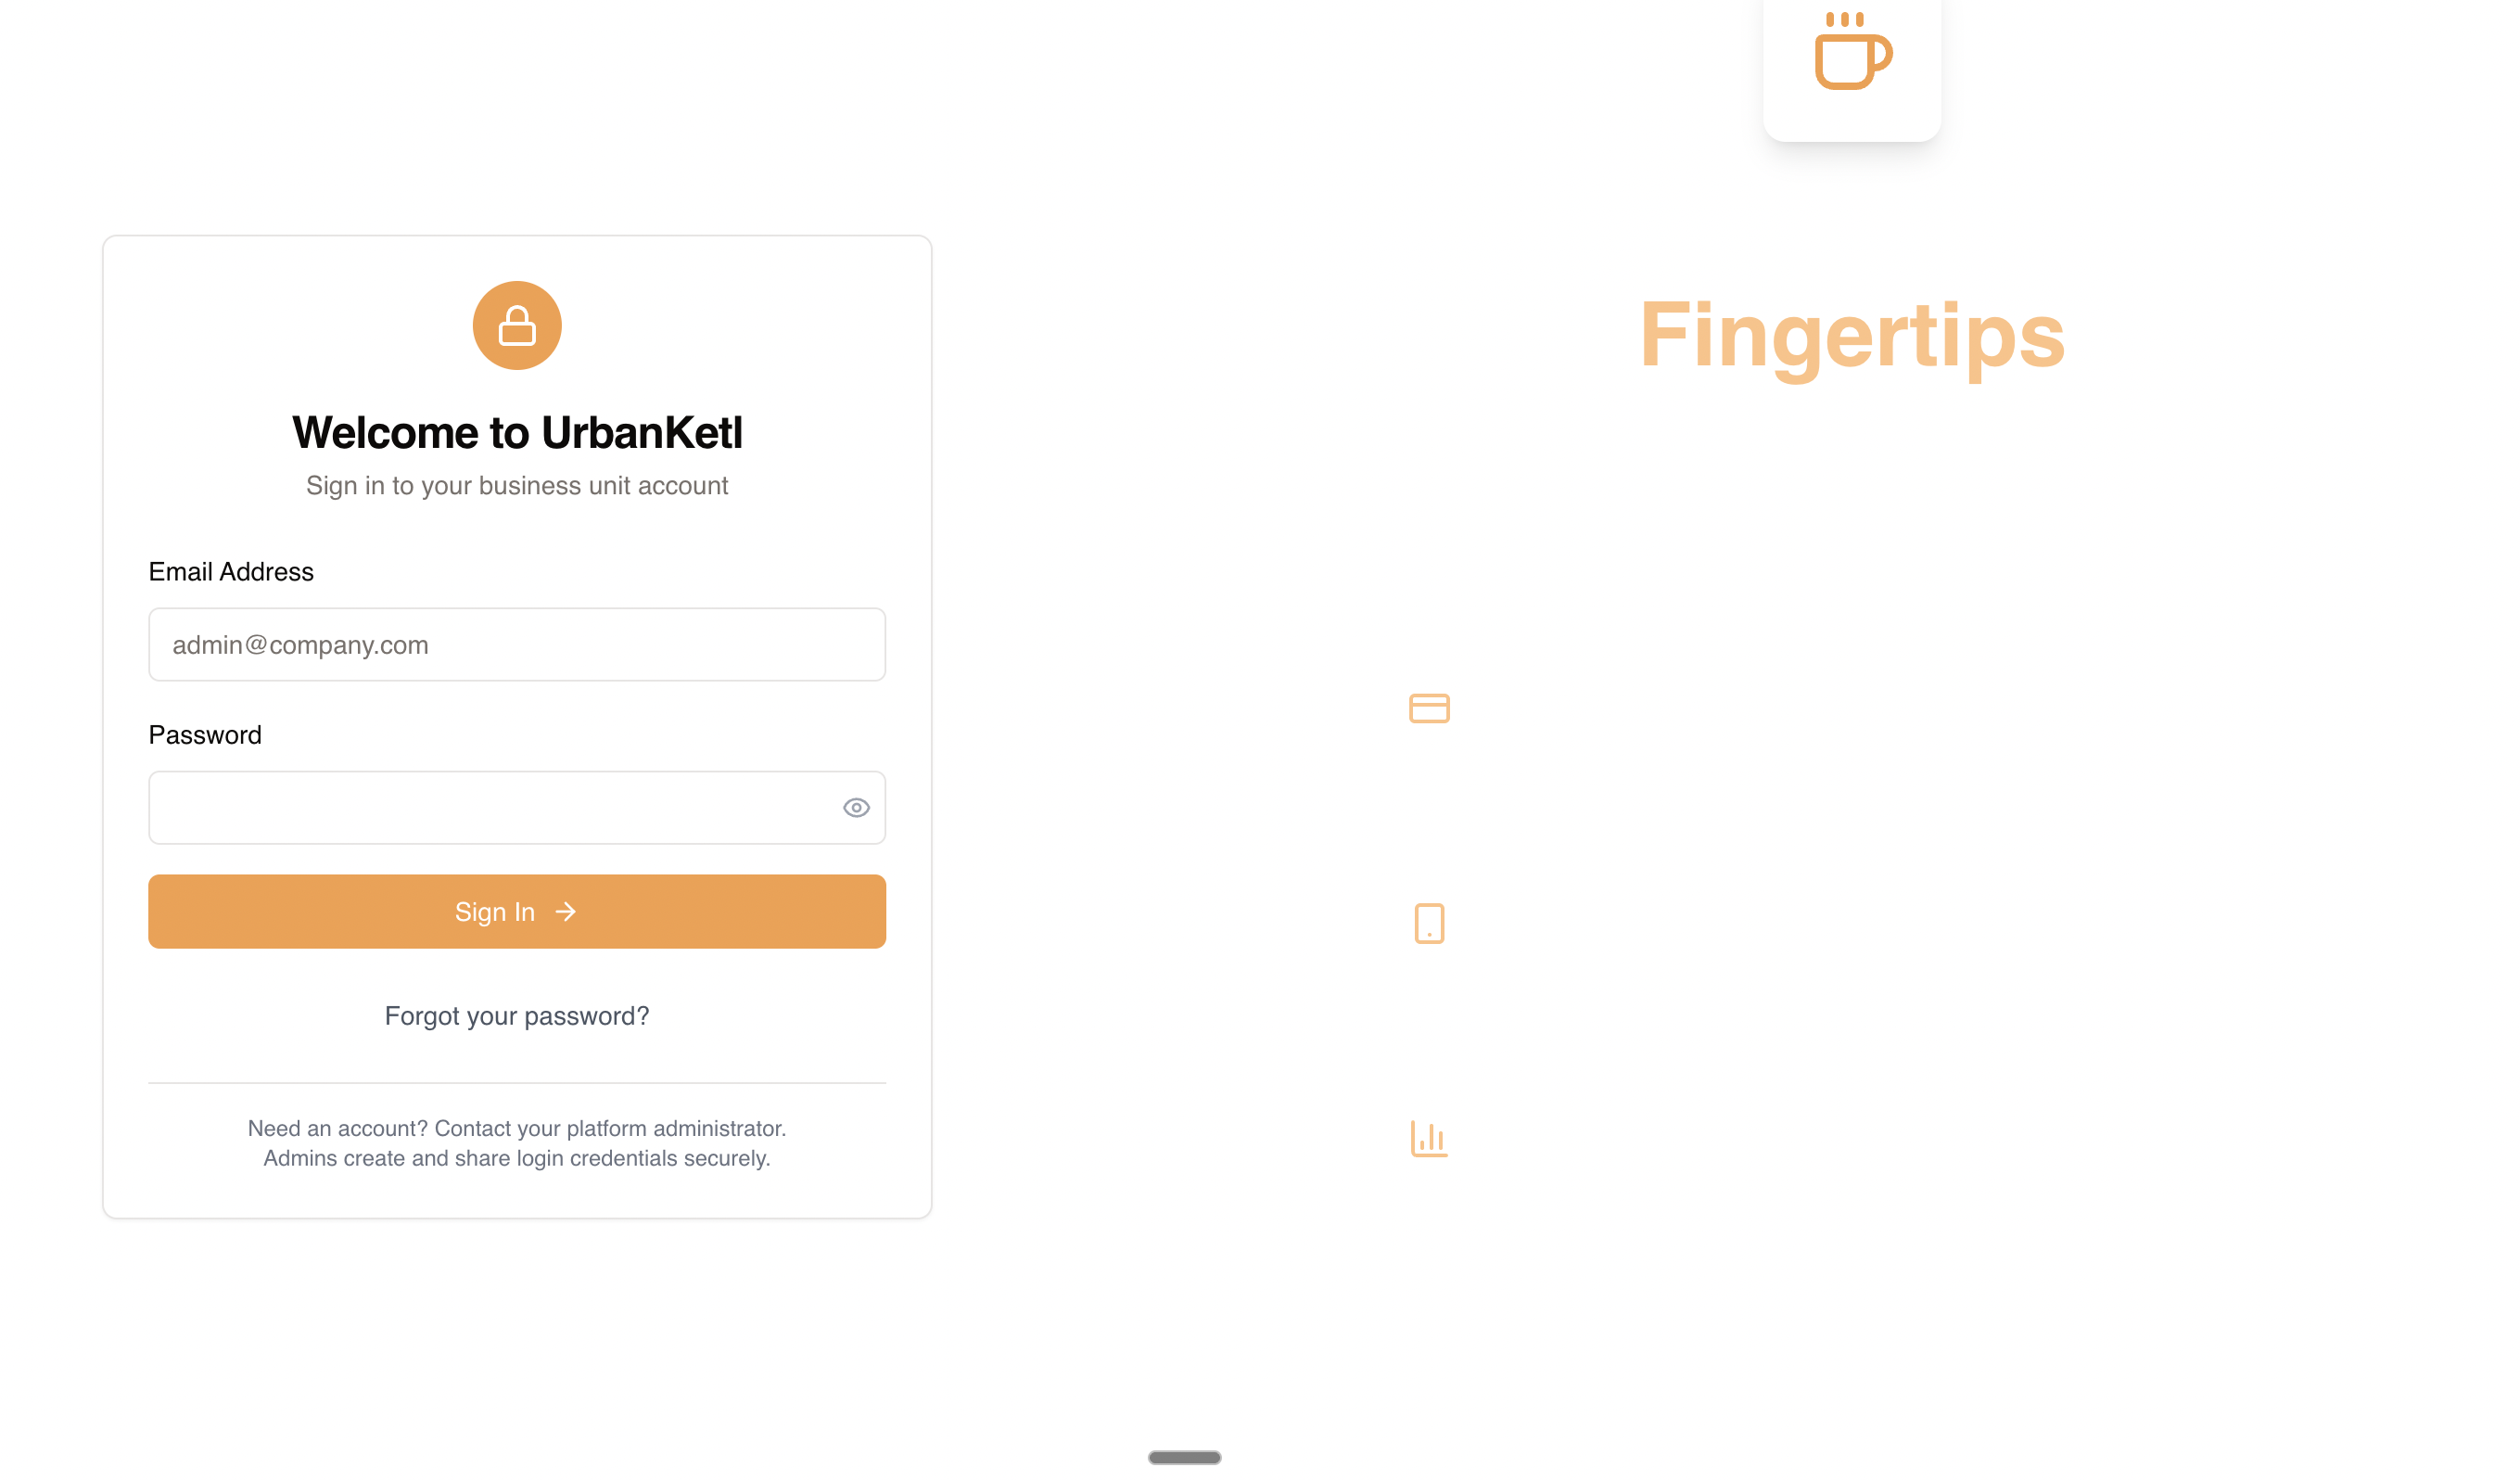 Welcome to UrbanKetl
Sign in to your business unit account
Email Address
admin@company.com
Password
Sign In
Forgot your password?
Need an account? Contact your platform administrator.
Admins create and share login credentials securely.
Fingertips